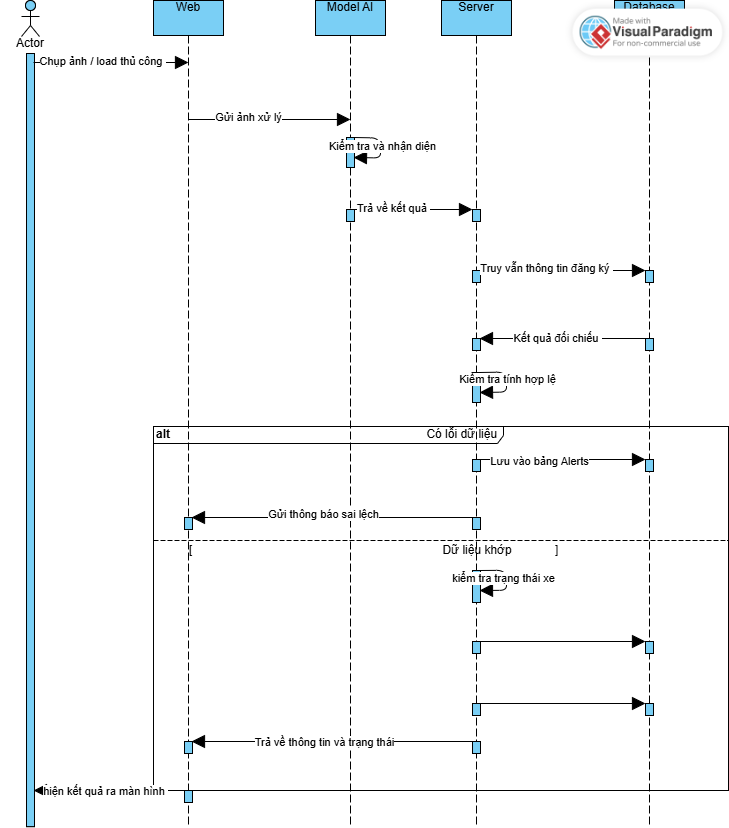 Web
Model AI
Server
Database
Made with
VisualParadigm
For non-commercial use
Actor
Chụp ảnh / load thủ công
Gửi ảnh xử lý
Kiểm tra và nhận diện
Trả về kết quả
Truy vẫn thông tin đăng ký
Kết quả đối chiếu
Kiểm tra tính hợp lệ
alt
Có lỗi dữ liệu
Lưu vào bảng Alerts
Gửi thông báo sai lệch
[ Dữ liệu khớp ]
kiểm tra trạng thái xe
Trả về thông tin và trạng thái
hiện kết quả ra màn hình